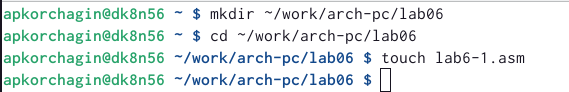 apkorchagin@dk8n56 ~ $ mkdir ~/work/arch-pc/lab06
apkorchagin@dk8n56 ~ $ cd ~/work/arch-pc/lab06
apkorchagin@dk8n56 ~/work/arch-pc/lab06 $ touch lab6-1.asm
apkorchagin@dk8n56 ~/work/arch-pc/lab06 $